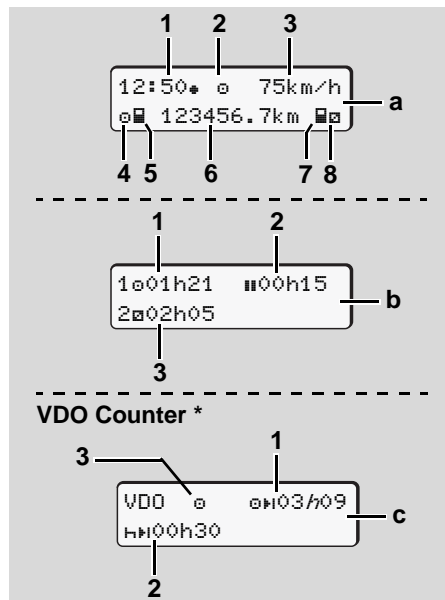 1 2 3
12:50● ⊙ 75km/h
a
⊙▮ 123456.7km ▮☑
4 5 6 7 8
1 2
1⊙01h21 ⏸00h15
b
2☑02h05
3
VDO Counter *
3 1
VDO ⊙ ⊙⏭03h09
c
⏭00h30
2